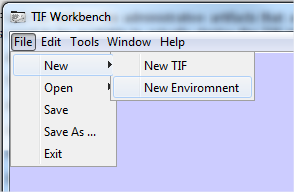 TIF Workbench
File Edit Tools Window Help
New New TIF
Open New Enviromnent
Save
Save As ...
Exit